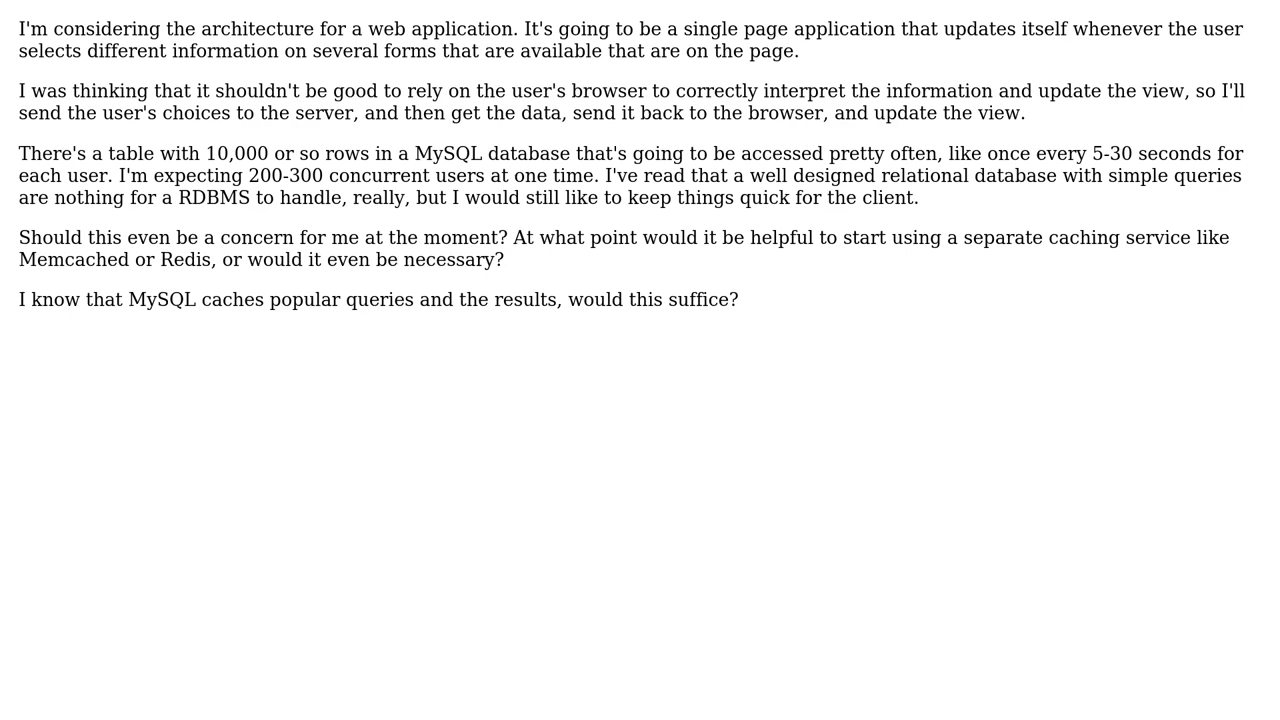 I'm considering the architecture for a web application. It's going to be a single page application that updates itself whenever the user
selects different information on several forms that are available that are on the page.
I was thinking that it shouldn't be good to rely on the user's browser to correctly interpret the information and update the view, so I'll
send the user's choices to the server, and then get the data, send it back to the browser, and update the view.
There's a table with 10,000 or so rows in a MySQL database that's going to be accessed pretty often, like once every 5-30 seconds for
each user. I'm expecting 200-300 concurrent users at one time. I've read that a well designed relational database with simple queries
are nothing for a RDBMS to handle, really, but I would still like to keep things quick for the client.
Should this even be a concern for me at the moment? At what point would it be helpful to start using a separate caching service like
Memcached or Redis, or would it even be necessary?
I know that MySQL caches popular queries and the results, would this suffice?